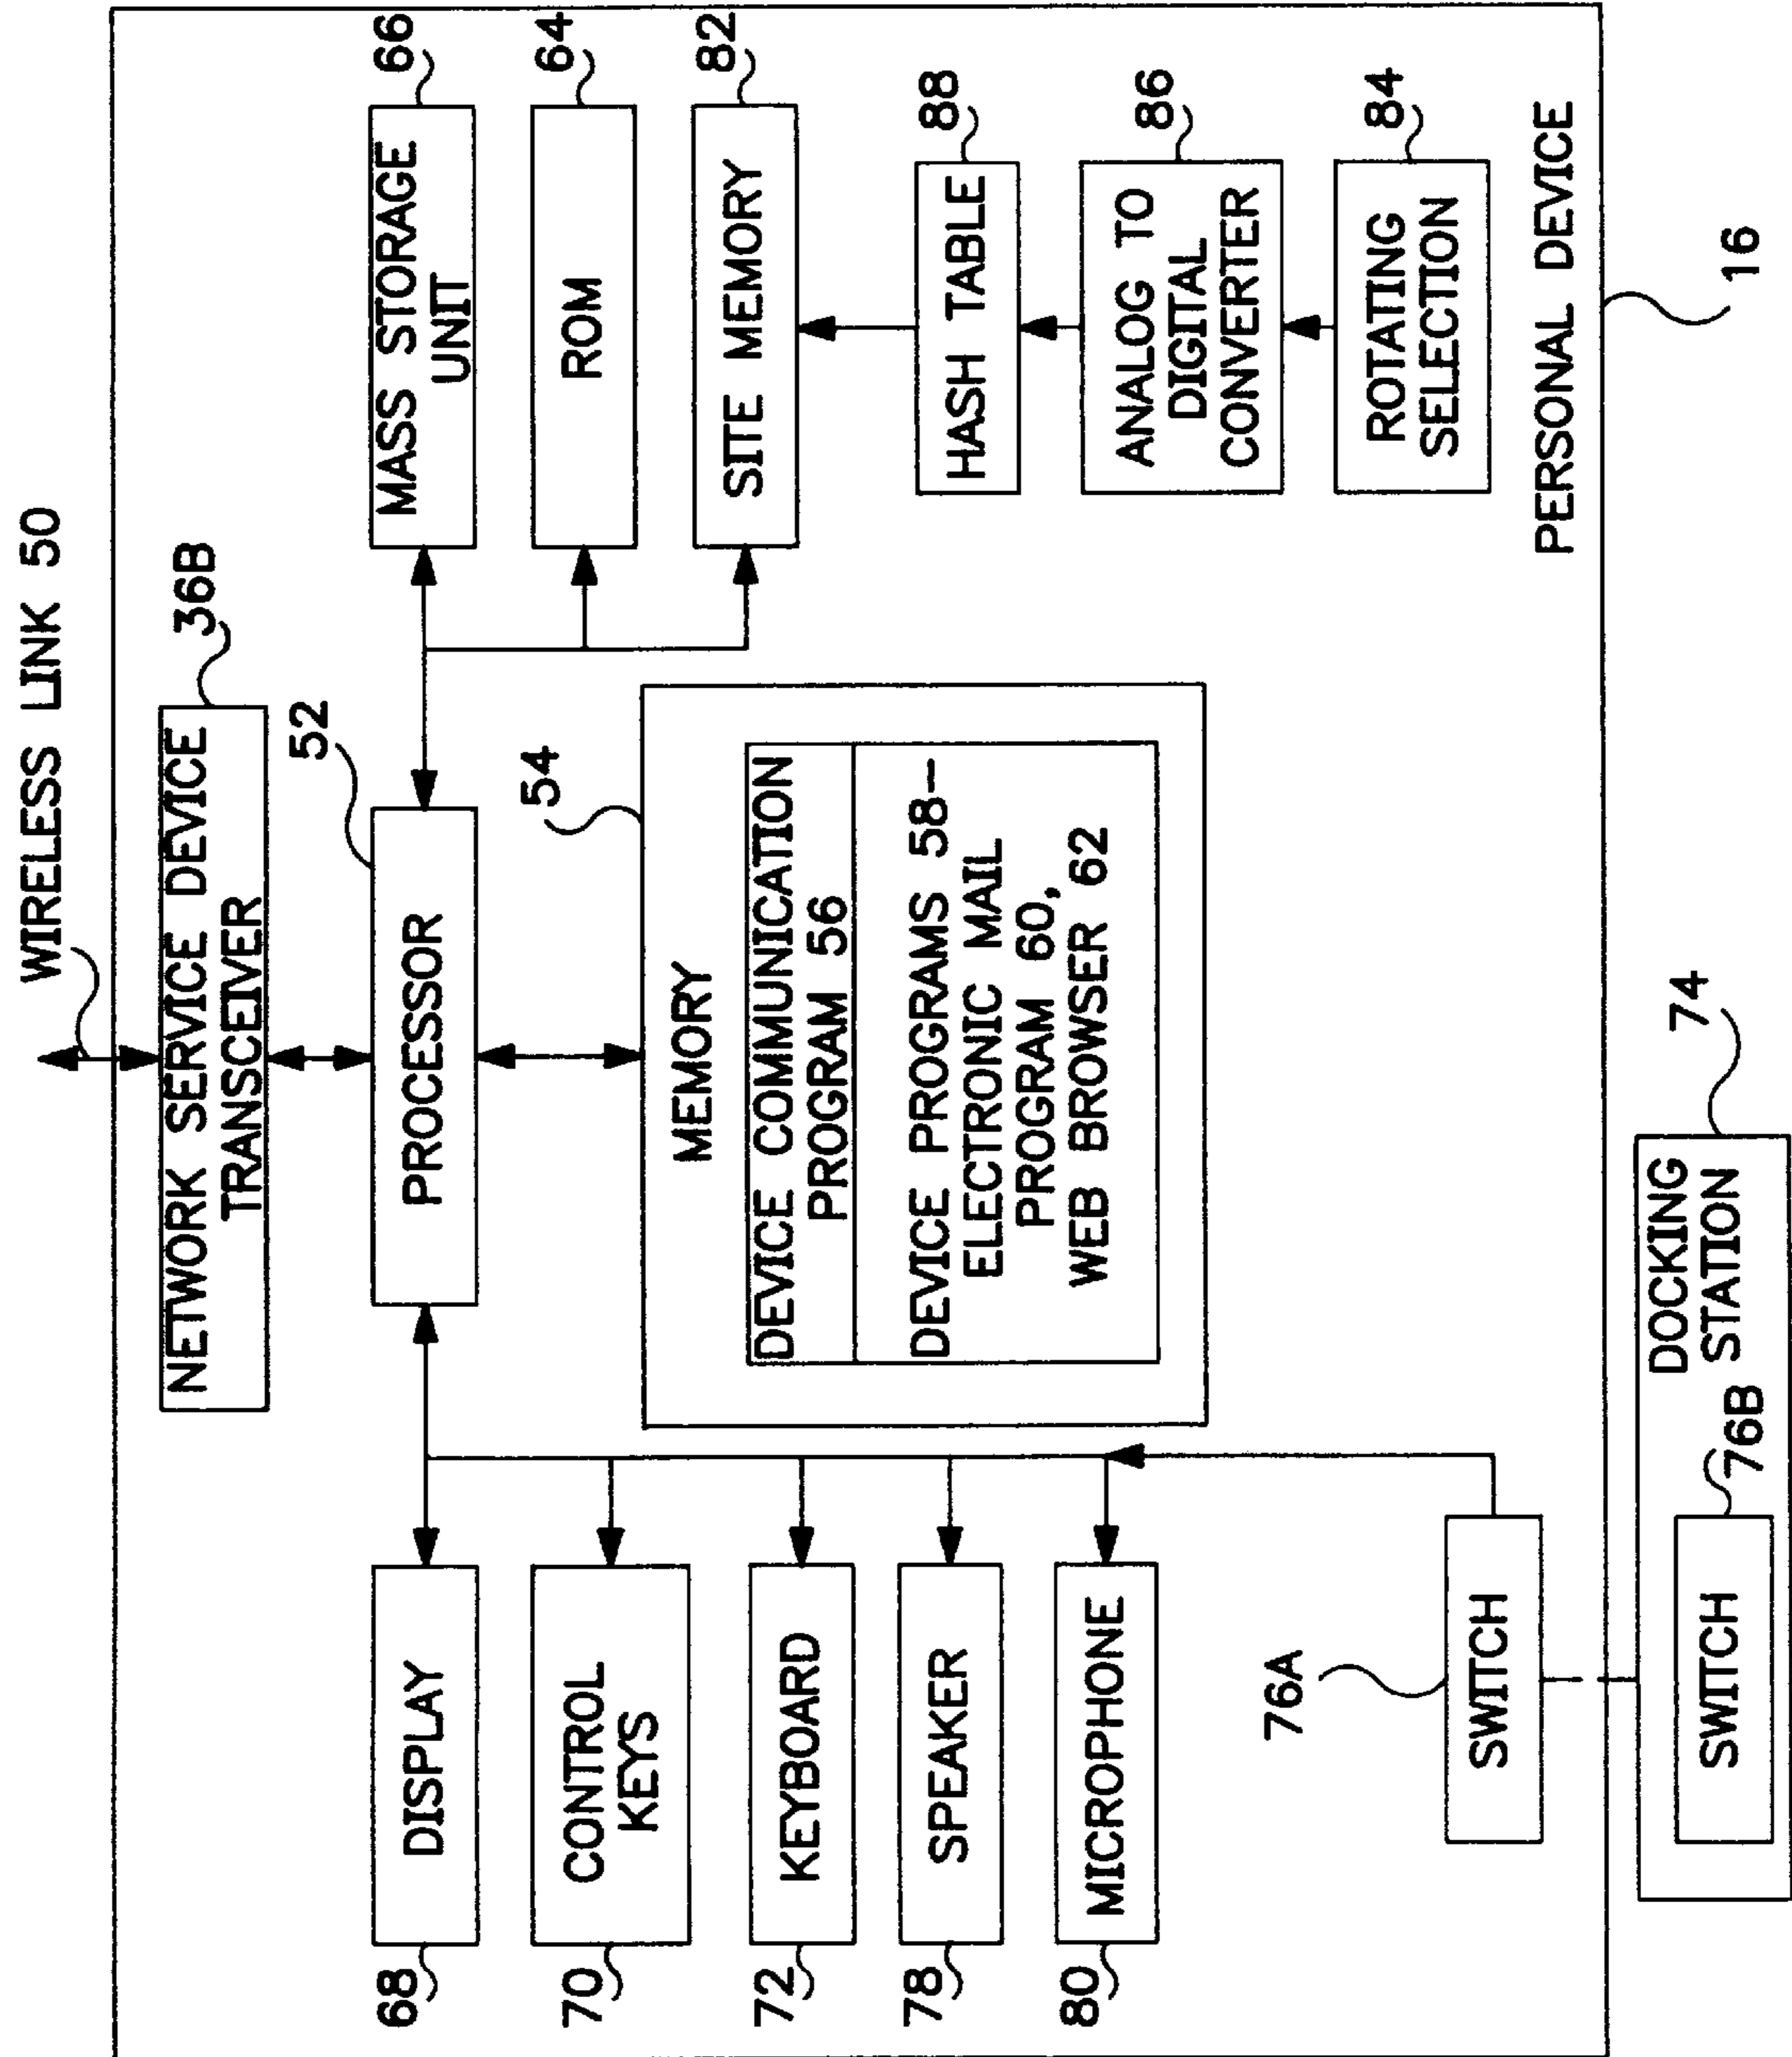 WIRELESS LINK 50
NETWORK SERVICE DEVICE
TRANSCEIVER
36B
PROCESSOR
52
MEMORY
54
DEVICE COMMUNICATION
PROGRAM 56
DEVICE PROGRAMS 58-
ELECTRONIC MAIL
PROGRAM 60,
WEB BROWSER 62
DISPLAY
68
CONTROL
KEYS
70
KEYBOARD
72
SPEAKER
78
MICROPHONE
80
SWITCH
76A
DOCKING
STATION
74
SWITCH
76B
MASS STORAGE
UNIT
66
ROM
64
SITE MEMORY
82
HASH TABLE
88
ANALOG TO
DIGITAL
CONVERTER
86
ROTATING
SELECTION
84
PERSONAL DEVICE
16